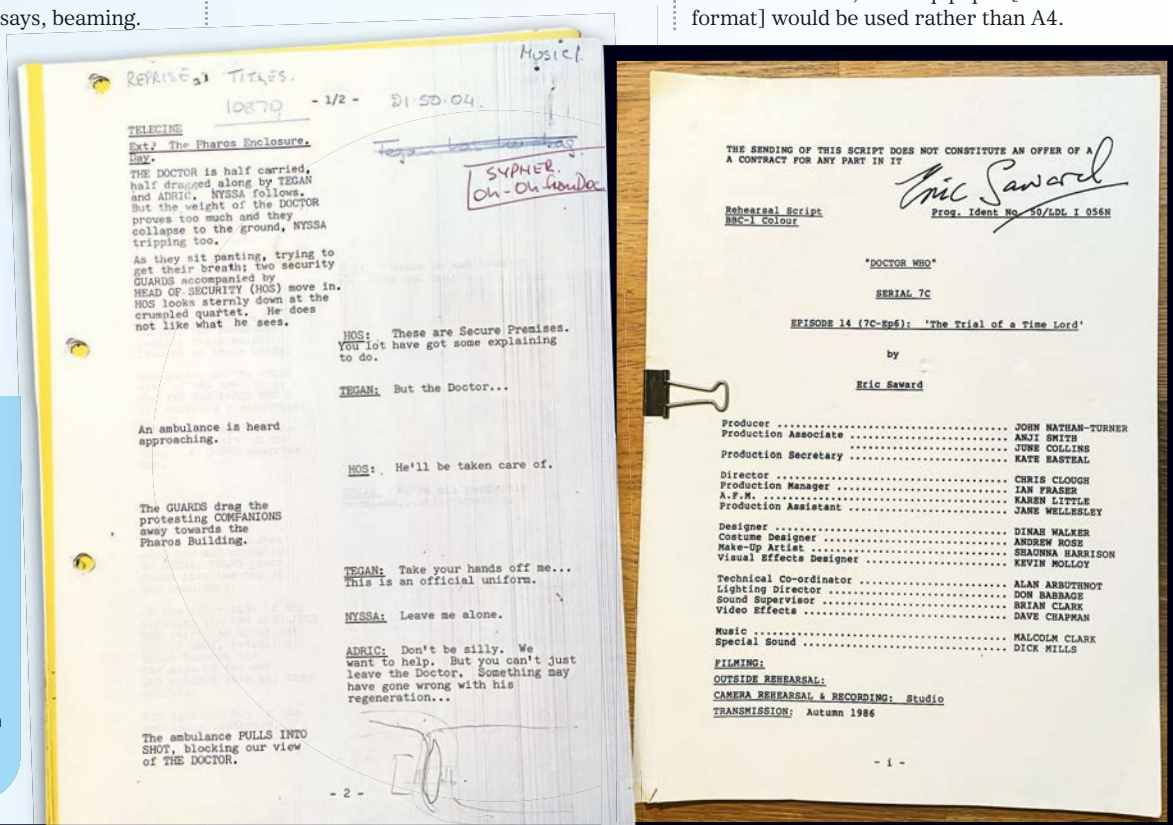 says, beaming.
format] would be used rather than A4.
Music/.
REPRISE TITLES.
10879 - 1/2 - 21.50.04.
TELECINE
Ext? The Pharos Enclosure.
Day.
SYPHER.
THE DOCTOR is half carried,
half dragged along by TEGAN
and ADRIC. NYSSA follows.
But the weight of the DOCTOR
proves too much and they
collapse to the ground, NYSSA
tripping too.
As they sit panting, trying to
get their breath; two security
GUARDS accompanied by
HEAD OF SECURITY (HOS) move in.
HOS looks sternly down at the
crumpled quartet. He does
not like what he sees.
HOS: These are Secure Premises.
You lot have got some explaining
to do.
TEGAN: But the Doctor...
An ambulance is heard
approaching.
HOS: He'll be taken care of.
The GUARDS drag the
protesting COMPANIONS
away towards the
Pharos Building.
TEGAN: Take your hands off me...
This is an official uniform.
NYSSA: Leave me alone.
ADRIC: Don't be silly. We
want to help. But you can't just
leave the Doctor. Something may
have gone wrong with his
regeneration...
The ambulance PULLS INTO
SHOT, blocking our view
of THE DOCTOR.
- 2 -
THE SENDING OF THIS SCRIPT DOES NOT CONSTITUTE AN OFFER OF A
A CONTRACT FOR ANY PART IN IT
Eric Saward
Rehearsal Script Prog. Ident No. 50/LDL I 056N
BBC-1 Colour
"DOCTOR WHO"
SERIAL 7C
EPISODE 14 (7C-Ep6): 'The Trial of a Time Lord'
by
Eric Saward
Producer ........ JOHN NATHAN-TURNER
Production Associate ........ ANJI SMITH
JUNE COLLINS
Production Secretary ........ KATE EASTEAL
Director ........ CHRIS CLOUGH
Production Manager ........ IAN FRASER
A.F.M. ........ KAREN LITTLE
Production Assistant ........ JANE WELLESLEY
Designer ........ DINAH WALKER
Costume Designer ........ ANDREW ROSE
Make-Up Artist ........ SHAUNNA HARRISON
Visual Effects Designer ........ KEVIN MOLLOY
Technical Co-ordinator ........ ALAN ARBUTHNOT
Lighting Director ........ DON BABBAGE
Sound Supervisor ........ BRIAN CLARK
Video Effects ........ DAVE CHAPMAN
Music ........ MALCOLM CLARK
Special Sound ........ DICK MILLS
FILMING:
OUTSIDE REHEARSAL:
CAMERA REHEARSAL & RECORDING: Studio
TRANSMISSION: Autumn 1986
- i -